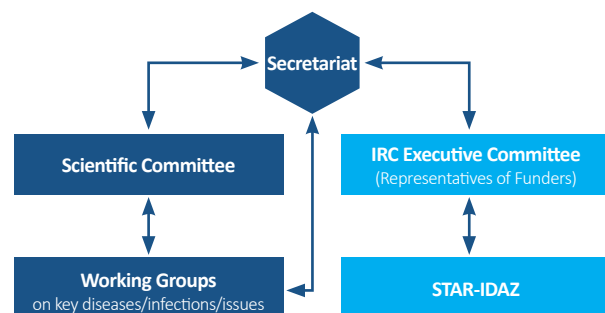 Secretariat
Scientific Committee
IRC Executive Committee
(Representatives of Funders)
Working Groups
on key diseases/infections/issues
STAR-IDAZ